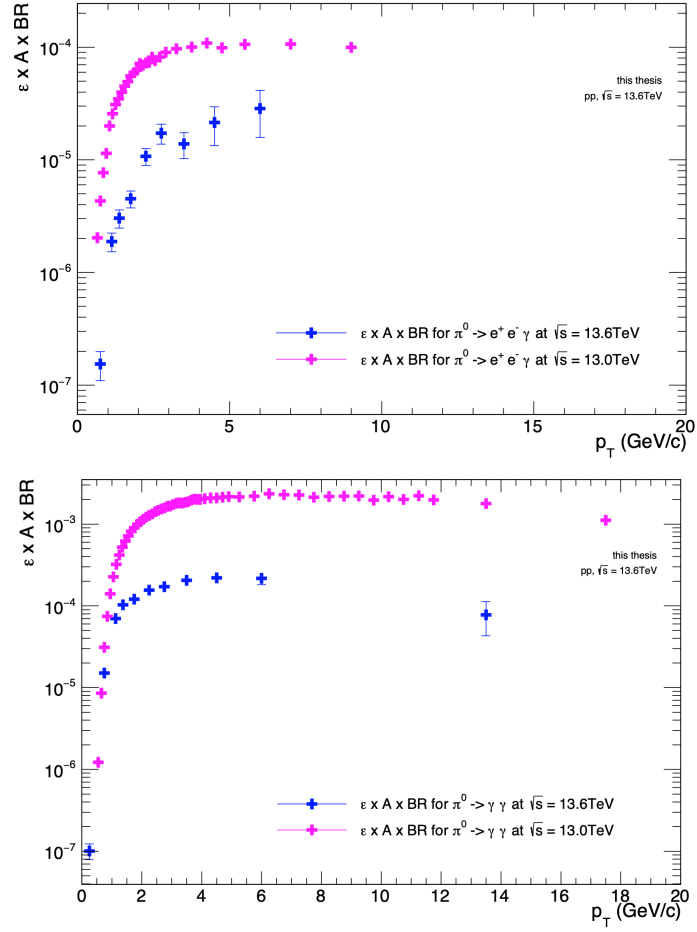 ε x A x BR
10⁻⁴
this thesis
pp, √s = 13.6TeV
10⁻⁵
10⁻⁶
ε x A x BR for π⁰ -> e⁺ e⁻ γ at √s = 13.6TeV
ε x A x BR for π⁰ -> e⁺ e⁻ γ at √s = 13.0TeV
10⁻⁷
0 5 10 15 20
p_T (GeV/c)
ε x A x BR
10⁻³
this thesis
pp, √s = 13.6TeV
10⁻⁴
10⁻⁵
10⁻⁶
ε x A x BR for π⁰ -> γ γ at √s = 13.6TeV
ε x A x BR for π⁰ -> γ γ at √s = 13.0TeV
10⁻⁷
0 2 4 6 8 10 12 14 16 18 20
p_T (GeV/c)